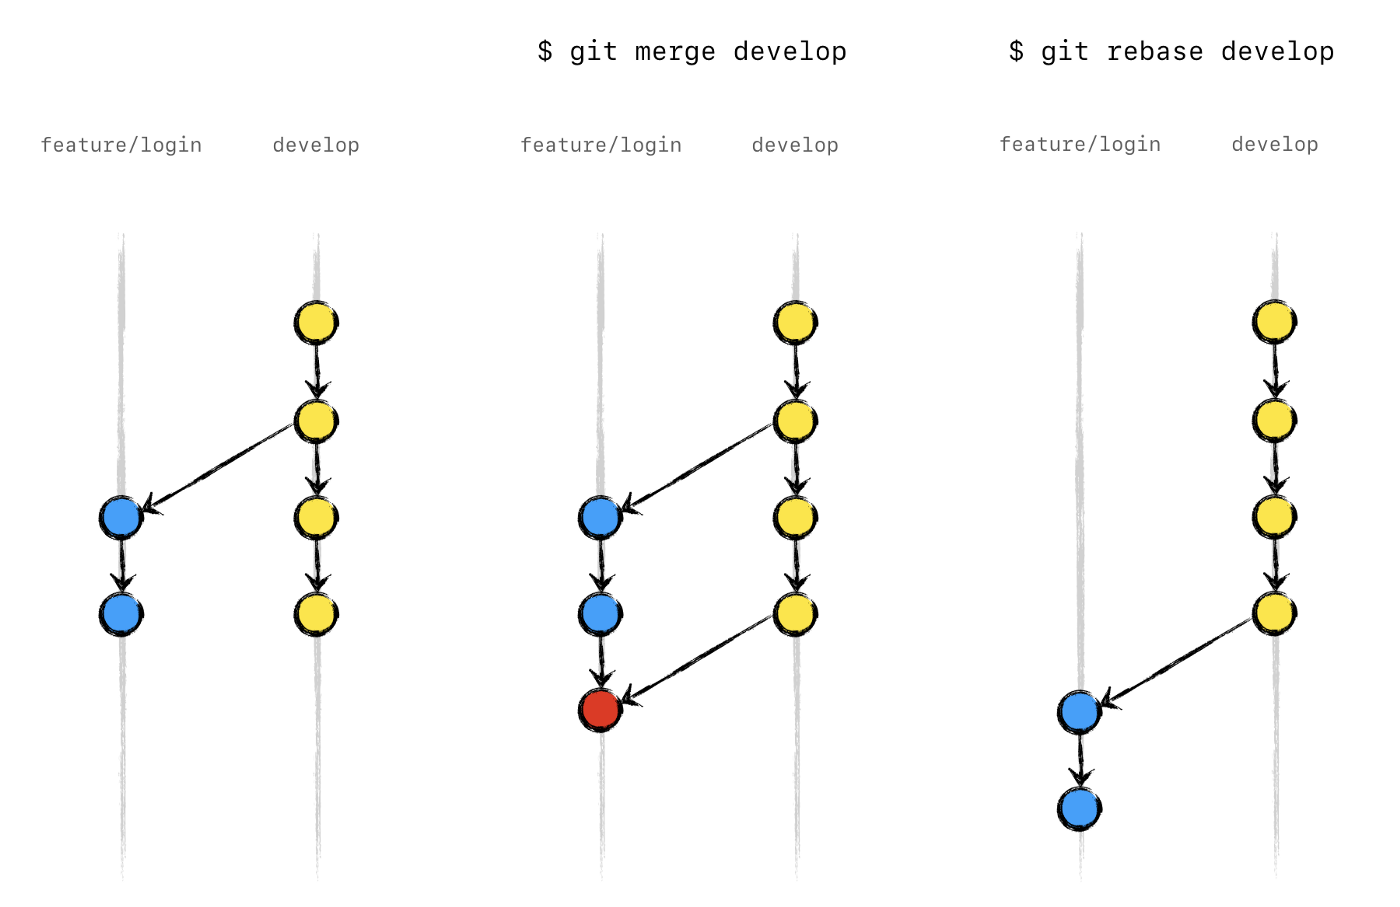 $ git merge develop
$ git rebase develop
feature/login
develop
feature/login
develop
feature/login
develop